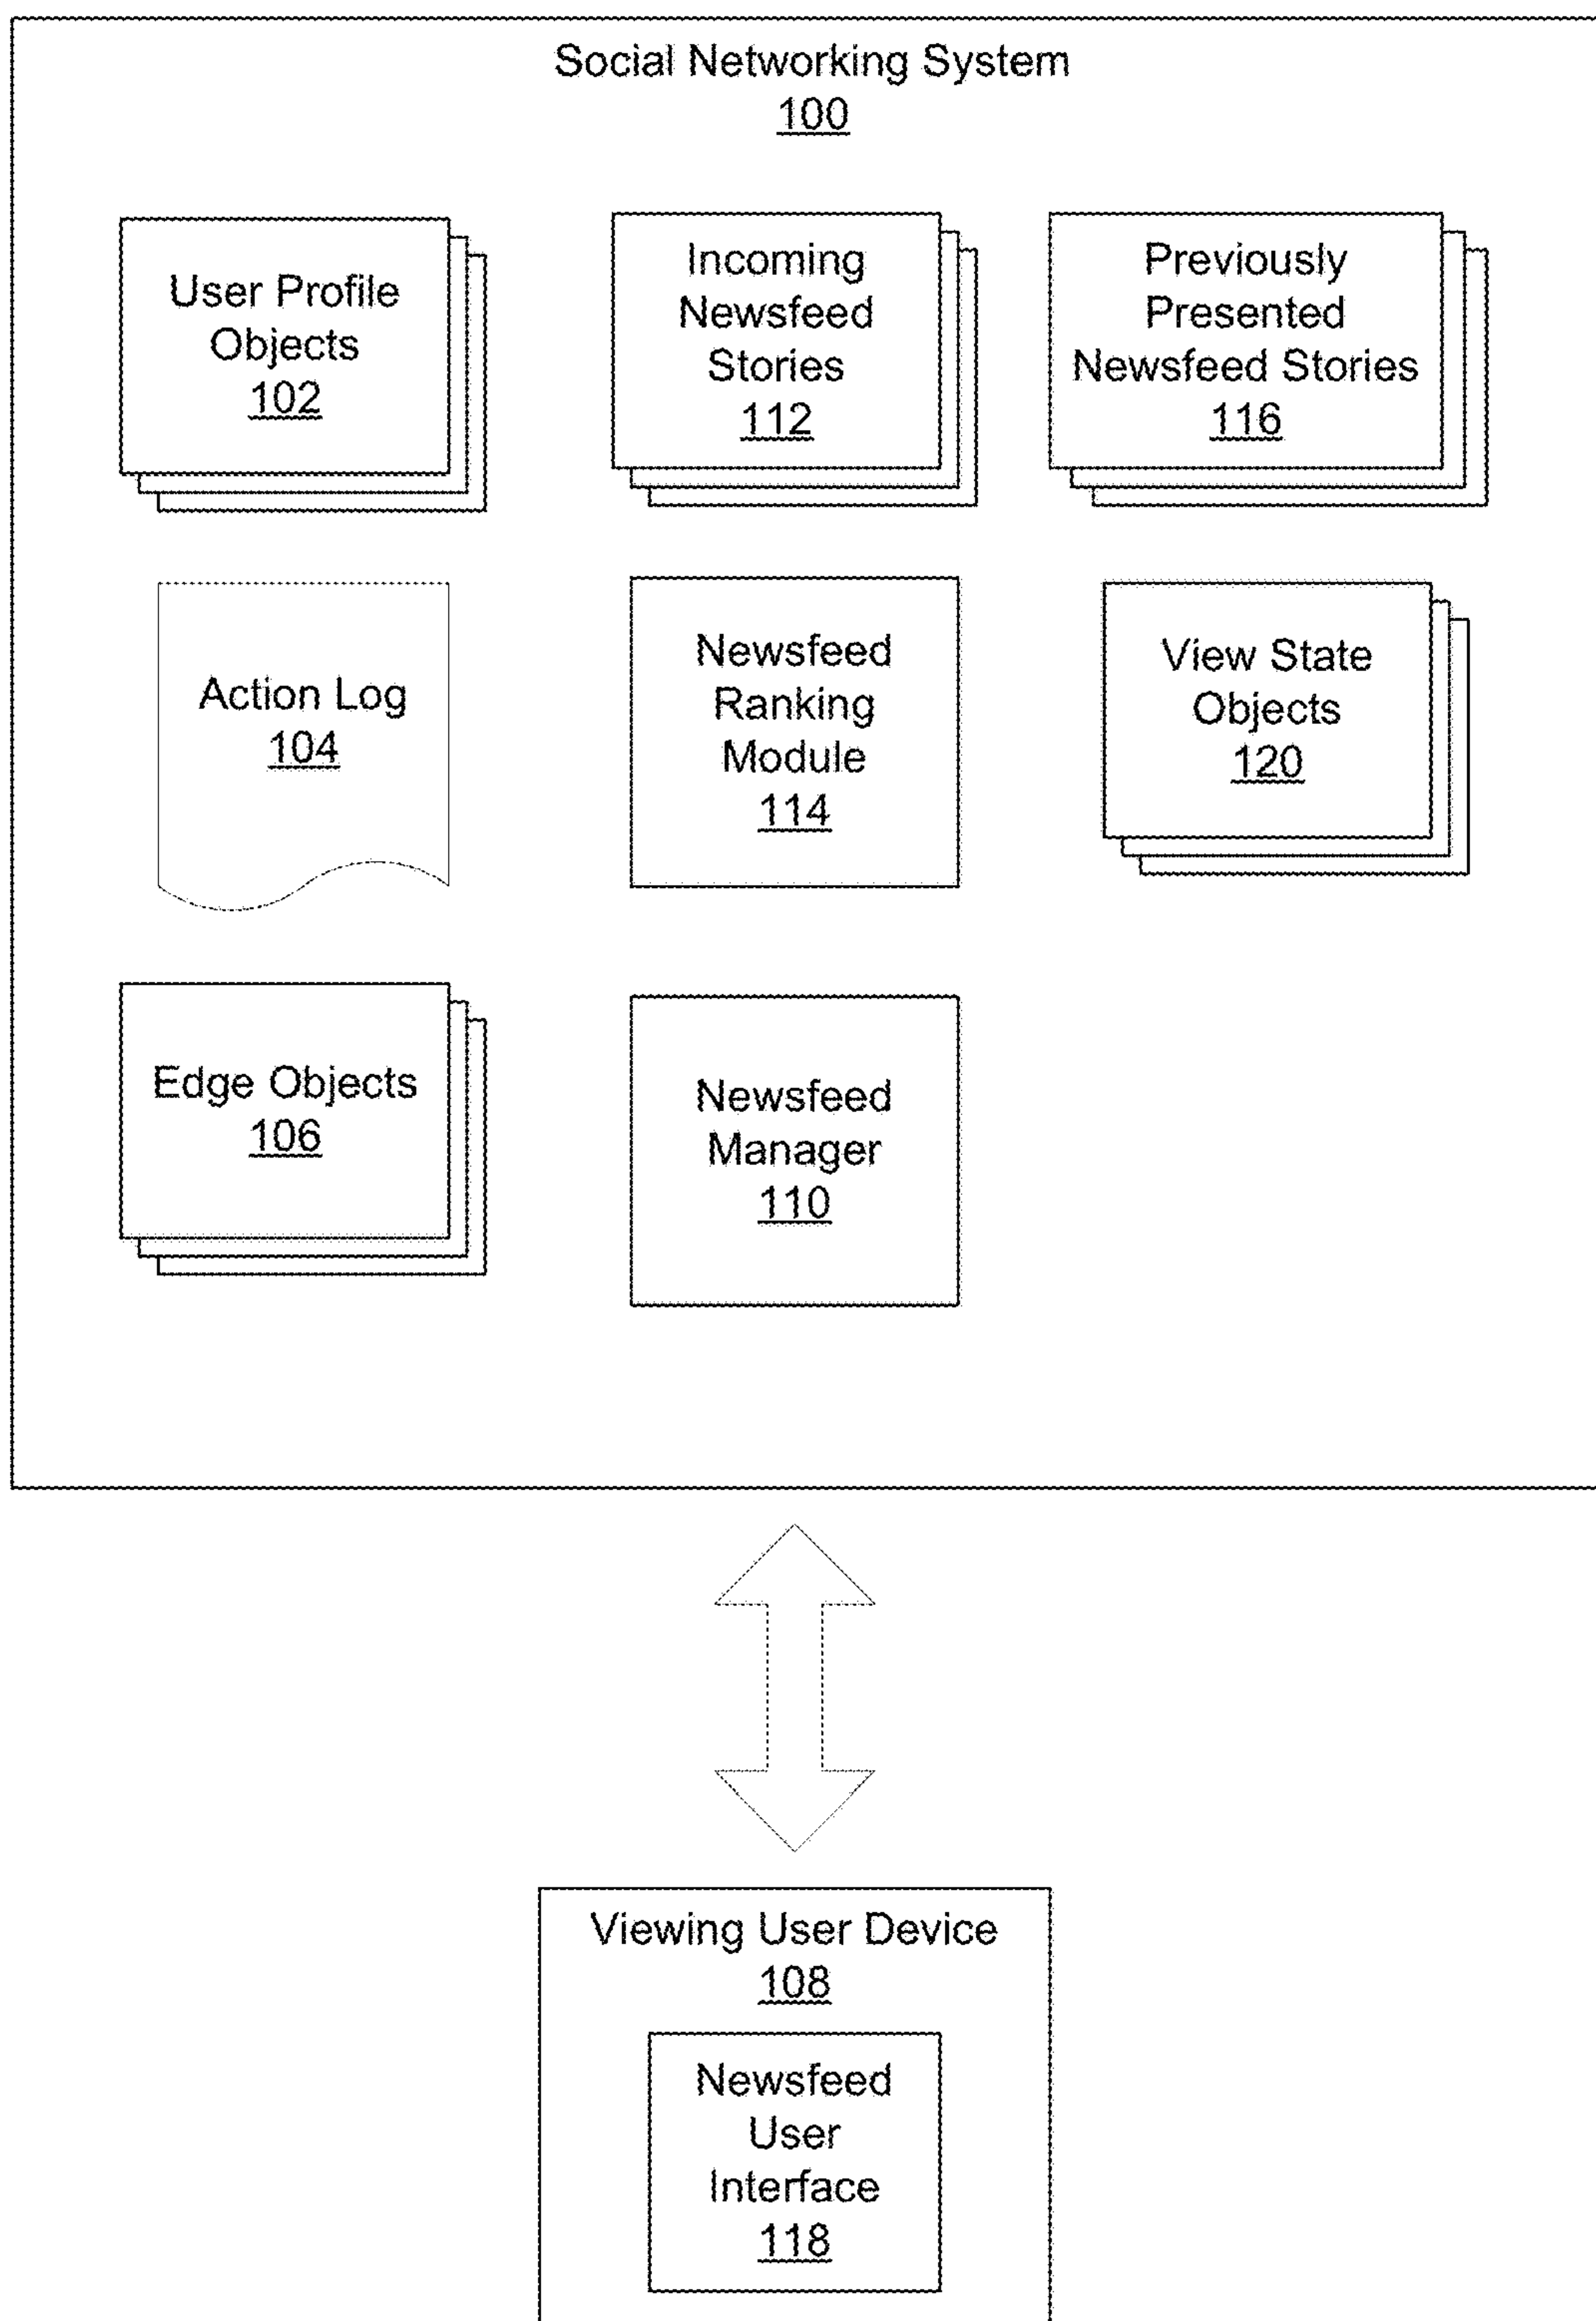 Social Networking System
100
User Profile
Objects
102
Incoming
Newsfeed
Stories
112
Previously
Presented
Newsfeed Stories
116
Action Log
104
Newsfeed
Ranking
Module
114
View State
Objects
120
Edge Objects
106
Newsfeed
Manager
110
Viewing User Device
108
Newsfeed
User
Interface
118